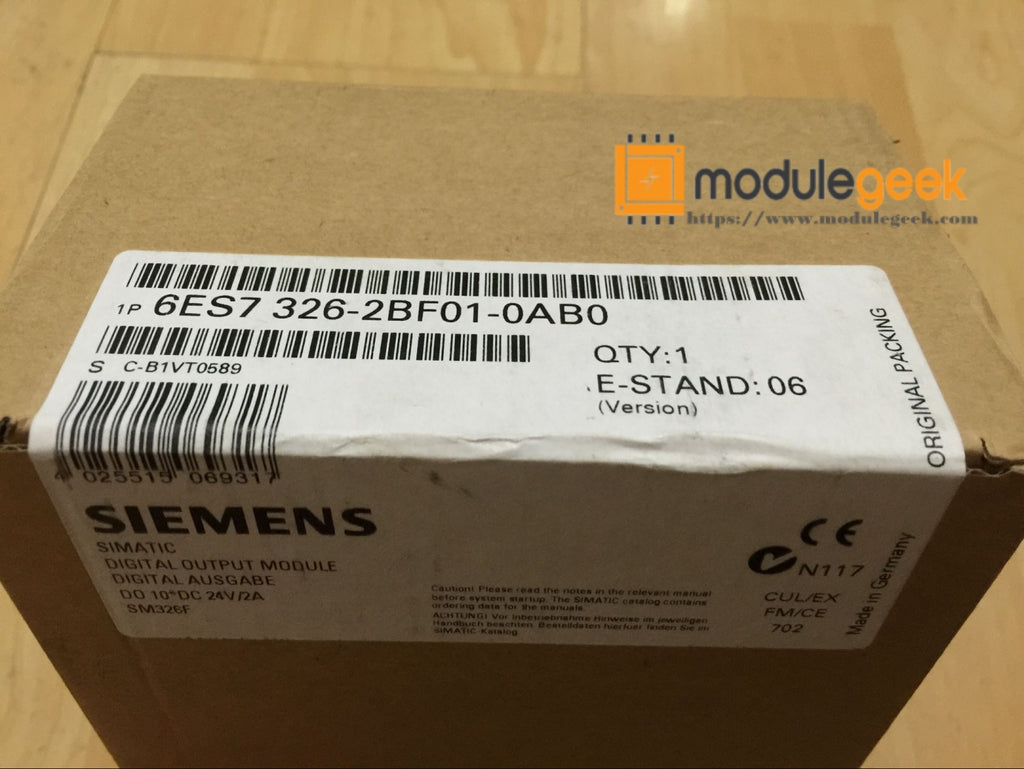 modulegeek
https://www.modulegeek.com
1P 6ES7 326-2BF01-0AB0
S C-B1VT0589
QTY:1
E-STAND: 06
(Version)
ORIGINAL PACKING
4 025515 069317
SIEMENS
SIMATIC
DIGITAL OUTPUT MODULE
DIGITAL AUSGABE
DO 10*DC 24V/2A
SM326F
Caution! Please read the notes in the relevant manual
before system startup. The SIMATIC catalog contains
ordering data for the manuals.
ACHTUNG! Vor Inbetriebnahme Hinweise im jeweiligen
Handbuch beachten. Bestelldaten hierfuer finden Sie im
SIMATIC-Katalog.
CE
N117
CUL/EX
FM/CE
702
Made in Germany